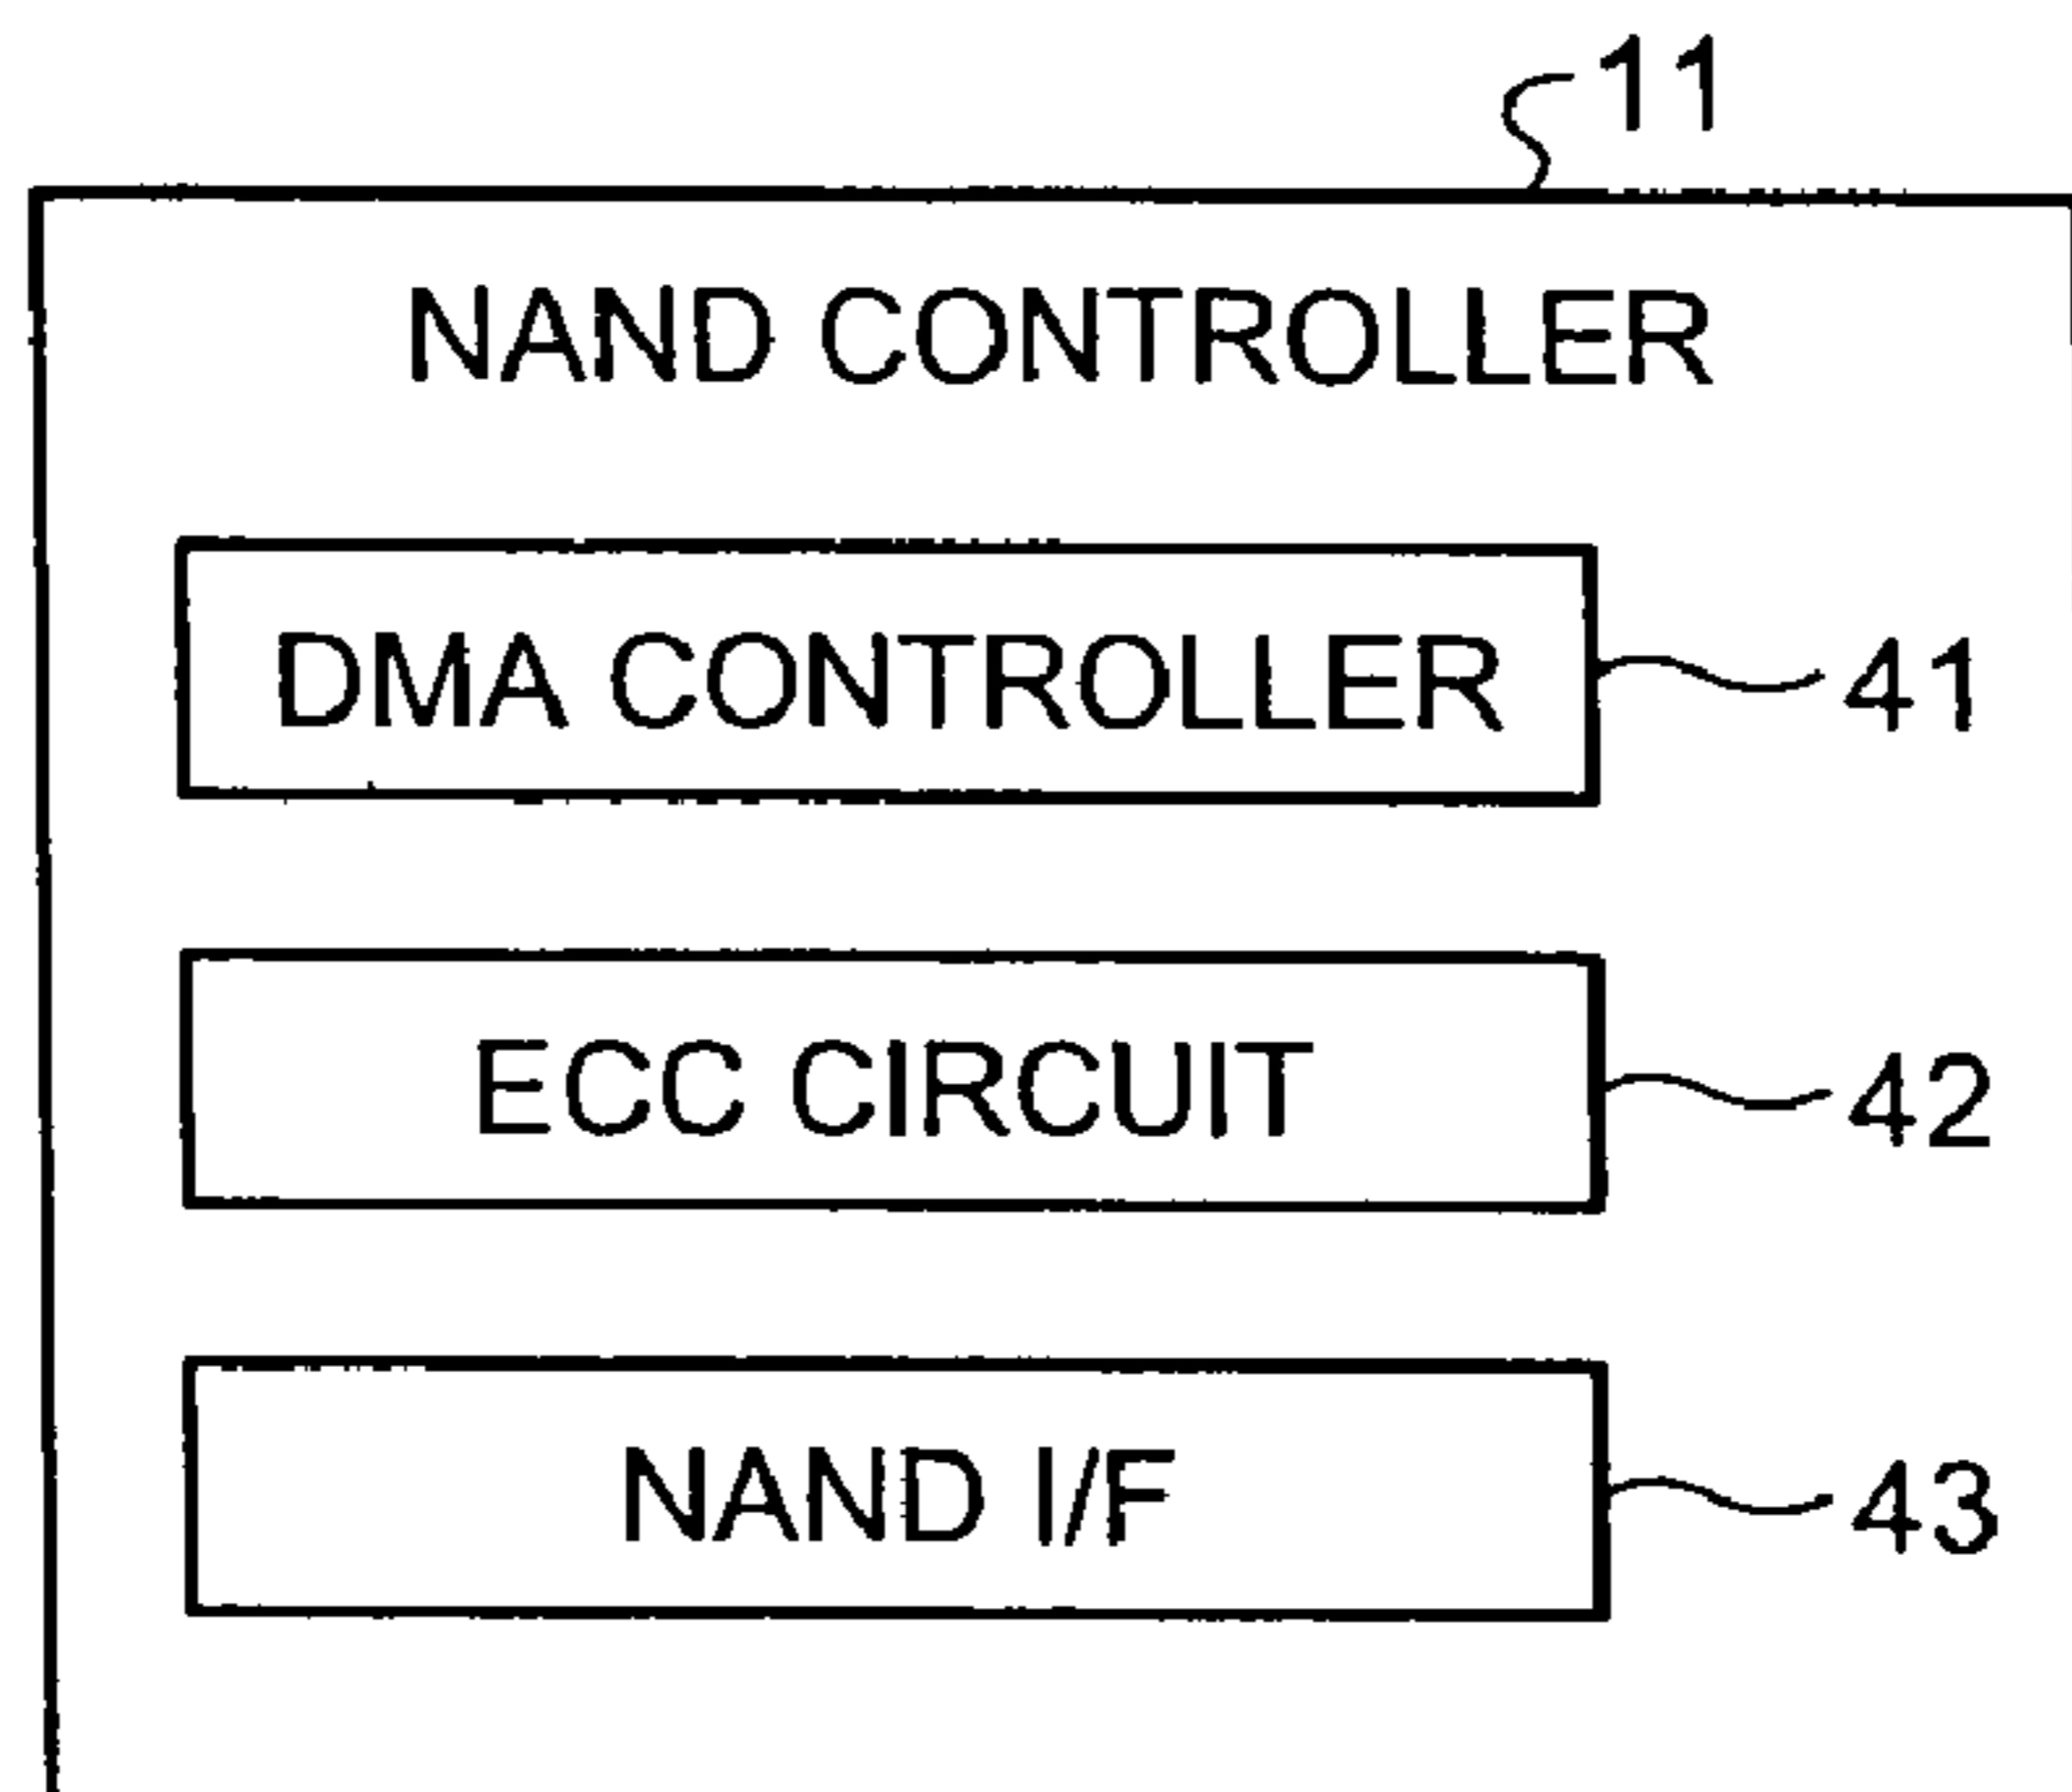 11
NAND CONTROLLER
DMA CONTROLLER 41
ECC CIRCUIT 42
NAND I/F 43